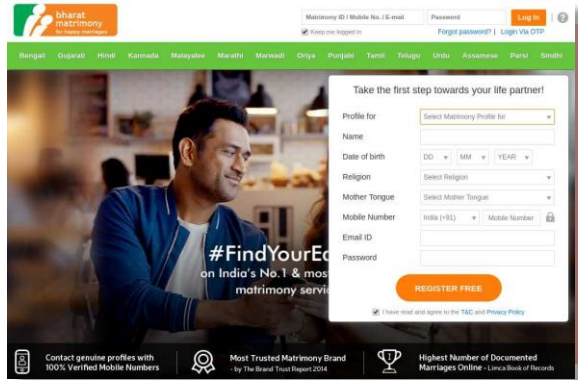 bharat
matrimony
for happy marriages
Matrimony ID / Mobile No. / E-mail
Password
Log In
Keep me logged in
Forgot password? | Login Via OTP
Bengali Gujarati Hindi Kannada Malayalee Marathi Marwadi Oriya Punjabi Tamil Telugu Urdu Assamese Parsi Sindhi
Take the first step towards your life partner!
Profile for Select Matrimony Profile for
Name
Date of birth DD MM YEAR
Religion Select Religion
Mother Tongue Select Mother Tongue
Mobile Number India (+91) Mobile Number
Email ID
Password
REGISTER FREE
I have read and agree to the T&C and Privacy Policy
#FindYourE
on India's No.1 & mos
matrimony servi
Contact genuine profiles with
100% Verified Mobile Numbers
Most Trusted Matrimony Brand
- by The Brand Trust Report 2014
Highest Number of Documented
Marriages Online - Limca Book of Records